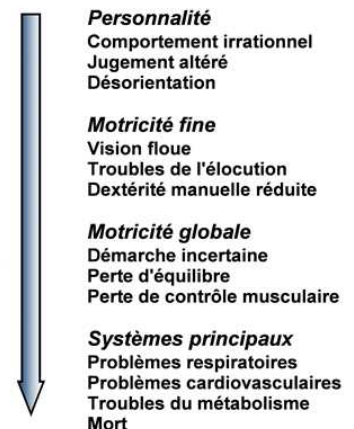 Personnalité
Comportement irrationnel
Jugement altéré
Désorientation
Motricité fine
Vision floue
Troubles de l'élocution
Dextérité manuelle réduite
Motricité globale
Démarche incertaine
Perte d'équilibre
Perte de contrôle musculaire
Systèmes principaux
Problèmes respiratoires
Problèmes cardiovasculaires
Troubles du métabolisme
Mort